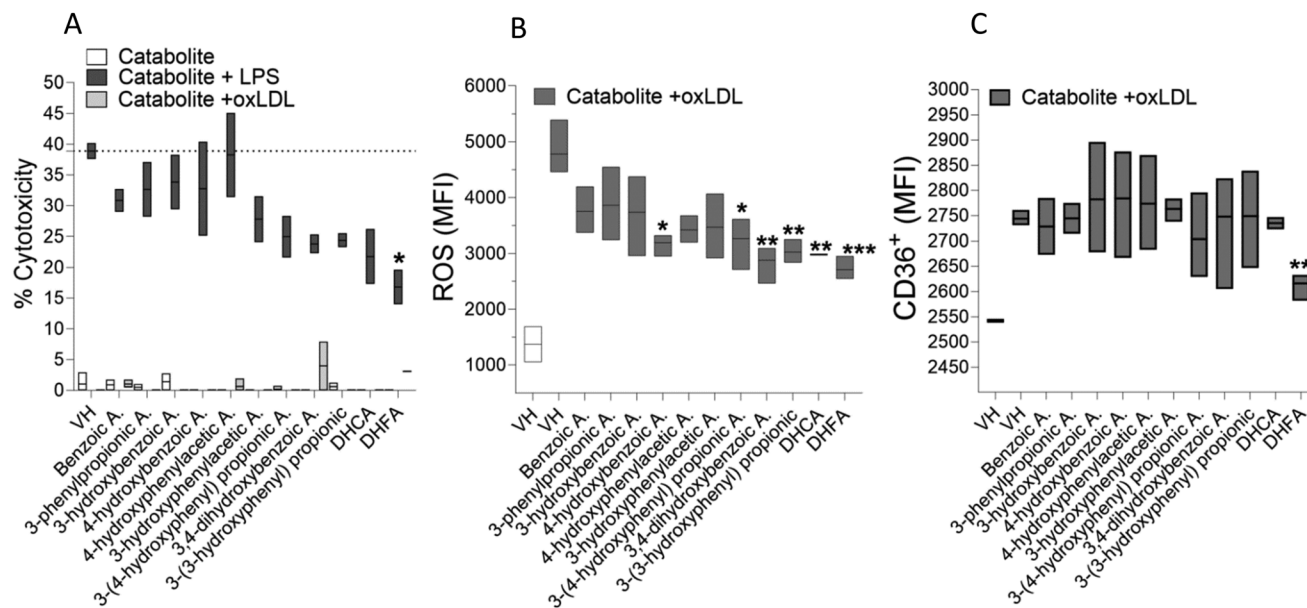 A
Catabolite
Catabolite + LPS
Catabolite +oxLDL
% Cytotoxicity
50
45
40
35
30
25
20
15
10
5
0
*
VH
Benzoic A.
3-phenylpropionic A.
3-hydroxybenzoic A.
4-hydroxybenzoic A.
4-hydroxyphenylacetic A.
3-hydroxyphenylacetic A.
3-(4-hydroxyphenyl) propionic A.
3,4-dihydroxybenzoic A.
3-(3-hydroxyphenyl) propionic
DHCA
DHFA
B
Catabolite +oxLDL
ROS (MFI)
6000
5000
4000
3000
2000
1000
*
*
**
**
**
***
VH
VH
Benzoic A.
3-phenylpropionic A.
3-hydroxybenzoic A.
4-hydroxybenzoic A.
4-hydroxyphenylacetic A.
3-hydroxyphenylacetic A.
3-(4-hydroxyphenyl) propionic A.
3,4-dihydroxybenzoic A.
3-(3-hydroxyphenyl) propionic
DHCA
DHFA
C
Catabolite +oxLDL
CD36+ (MFI)
3000
2950
2900
2850
2800
2750
2700
2650
2600
2550
2500
2450
**
VH
VH
Benzoic A.
3-phenylpropionic A.
3-hydroxybenzoic A.
4-hydroxybenzoic A.
4-hydroxyphenylacetic A.
3-hydroxyphenylacetic A.
3-(4-hydroxyphenyl) propionic A.
3,4-dihydroxybenzoic A.
3-(3-hydroxyphenyl) propionic
DHCA
DHFA